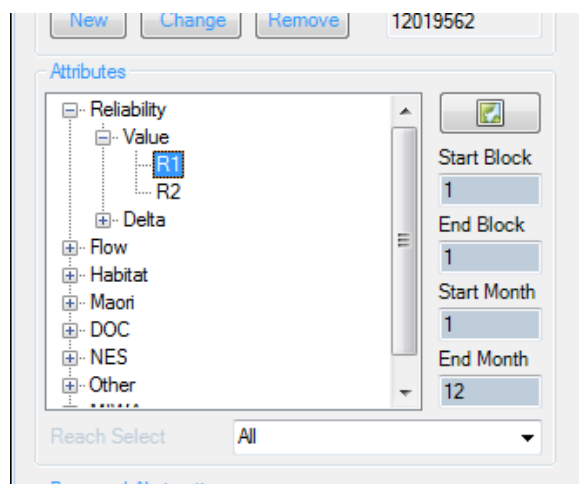 New Change Remove 12019562
Attributes
Reliability
Value
R1
R2
Delta
Flow
Habitat
Maori
DOC
NES
Other
Start Block
1
End Block
1
Start Month
1
End Month
12
Reach Select All